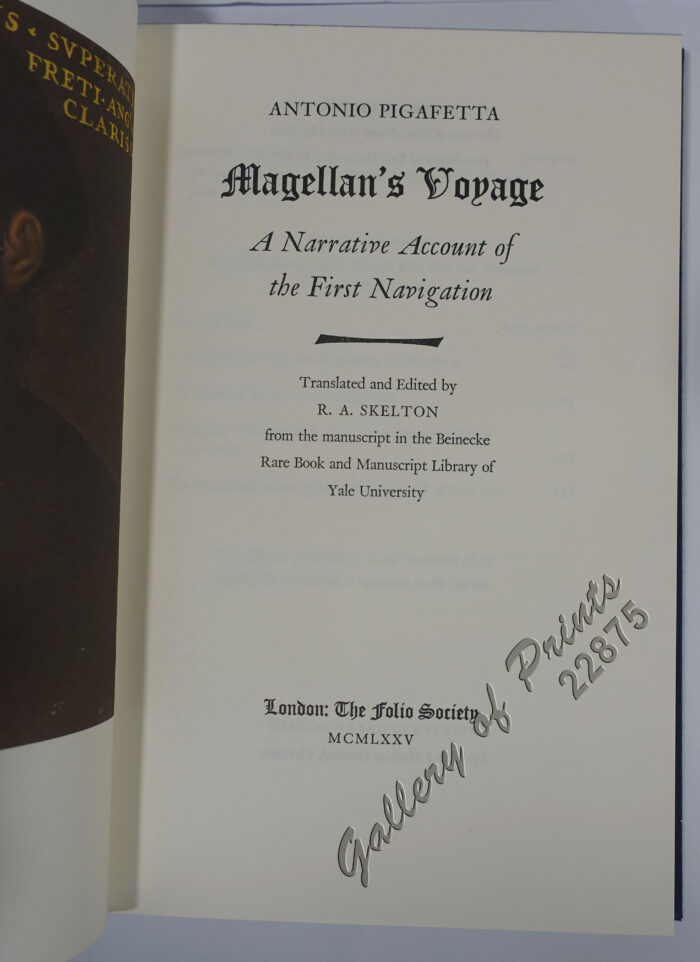 S · SVPERAT
FRETI·ANG
CLARIS
ANTONIO PIGAFETTA
Magellan's Voyage
A Narrative Account of
the First Navigation
Translated and Edited by
R. A. SKELTON
from the manuscript in the Beinecke
Rare Book and Manuscript Library of
Yale University
London: The Folio Society
MCMLXXV
Gallery of Prints
22875